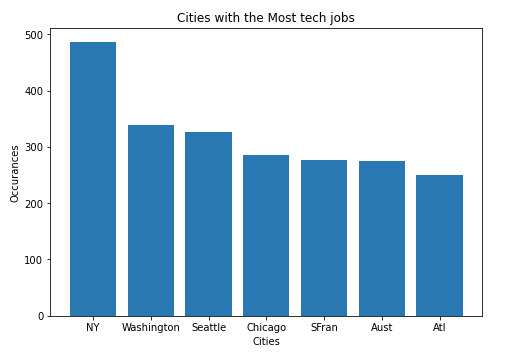 Cities with the Most tech jobs
500
400
300
200
100
0
Occurances
NY Washington Seattle Chicago SFran Aust Atl
Cities